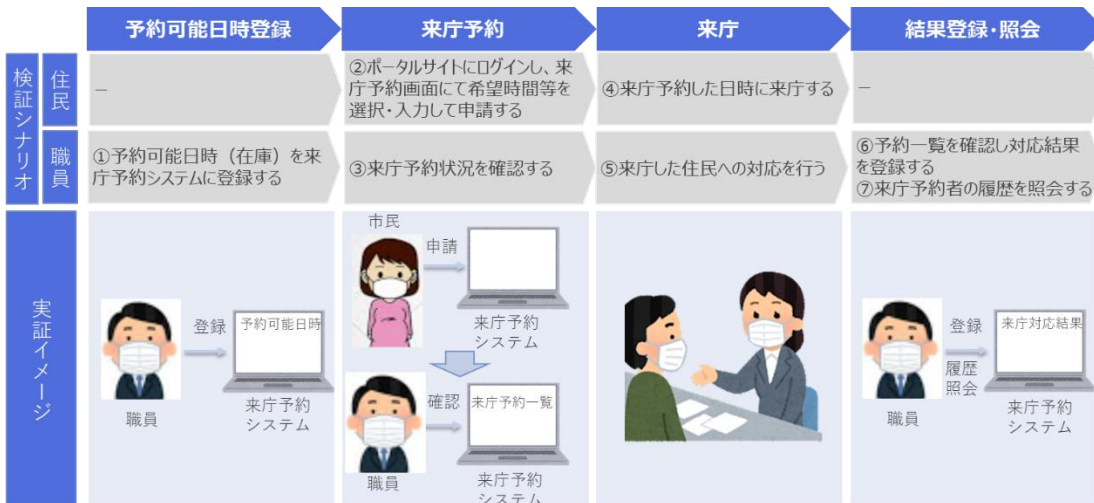 予約可能日時登録
来庁予約
来庁
結果登録・照会
検証シナリオ
住民
－
②ポータルサイトにログインし、来
庁予約画面にて希望時間等を
選択・入力して申請する
④来庁予約した日時に来庁する
－
職員
①予約可能日時（在庫）を来
庁予約システムに登録する
③来庁予約状況を確認する
⑤来庁した住民への対応を行う
⑥予約一覧を確認し対応結果
を登録する
⑦来庁予約者の履歴を照会する
実証イメージ
登録
予約可能日時
職員
来庁予約
システム
市民
申請
来庁予約
システム
確認
来庁予約一覧
職員
来庁予約
システム
登録
履歴
照会
来庁対応結果
職員
来庁予約
システム